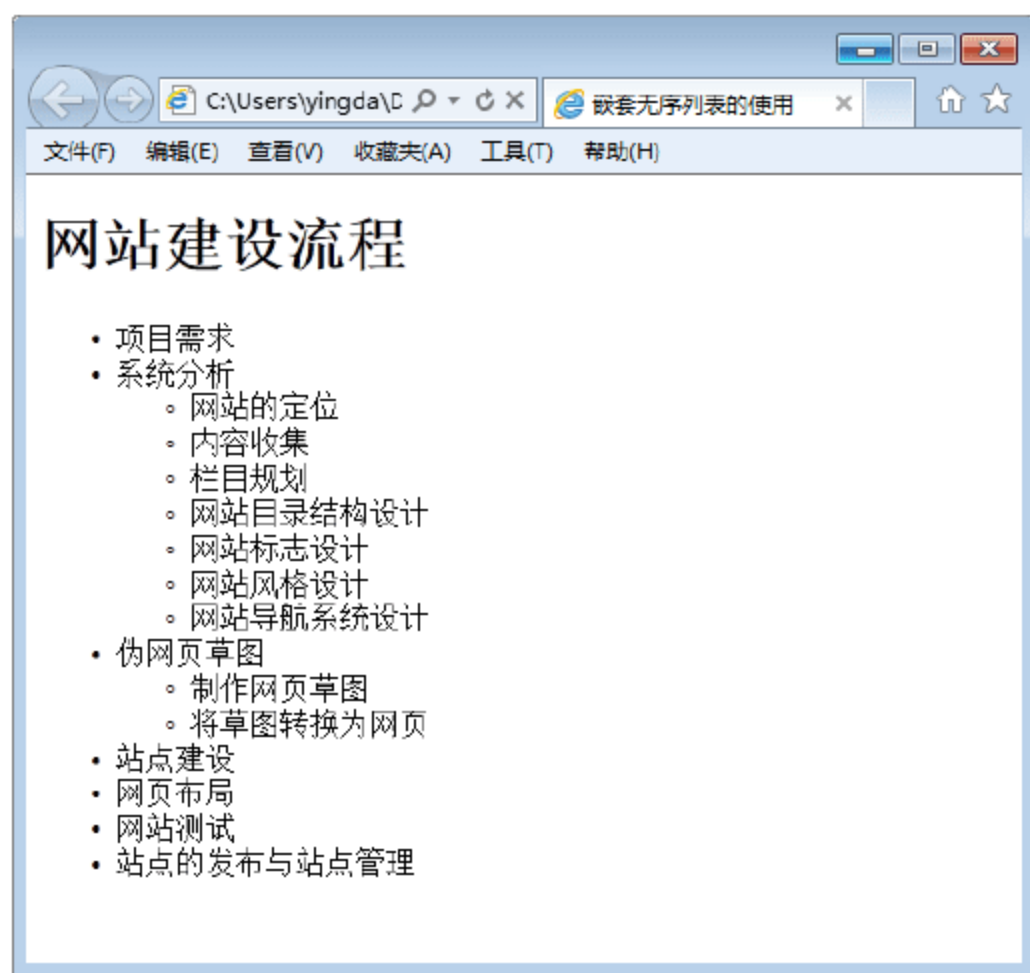 C:\Users\yingda\D
嵌套无序列表的使用
文件(F) 编辑(E) 查看(V) 收藏夹(A) 工具(T) 帮助(H)
网站建设流程
• 项目需求
• 系统分析
◦ 网站的定位
◦ 内容收集
◦ 栏目规划
◦ 网站目录结构设计
◦ 网站标志设计
◦ 网站风格设计
◦ 网站导航系统设计
• 伪网页草图
◦ 制作网页草图
◦ 将草图转换为网页
• 站点建设
• 网页布局
• 网站测试
• 站点的发布与站点管理